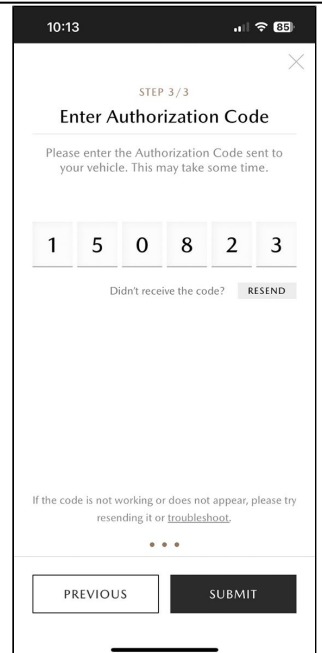 10:13
85
STEP 3/3
Enter Authorization Code
Please enter the Authorization Code sent to
your vehicle. This may take some time.
1 5 0 8 2 3
Didn't receive the code? RESEND
If the code is not working or does not appear, please try
resending it or troubleshoot.
PREVIOUS SUBMIT